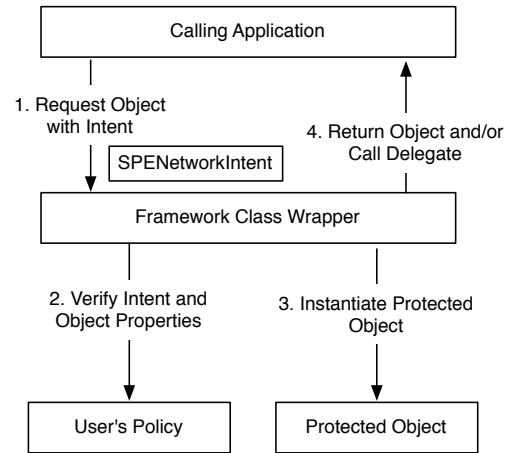 Calling Application
1. Request Object
with Intent
4. Return Object and/or
Call Delegate
SPENetworkIntent
Framework Class Wrapper
2. Verify Intent and
Object Properties
3. Instantiate Protected
Object
User's Policy
Protected Object